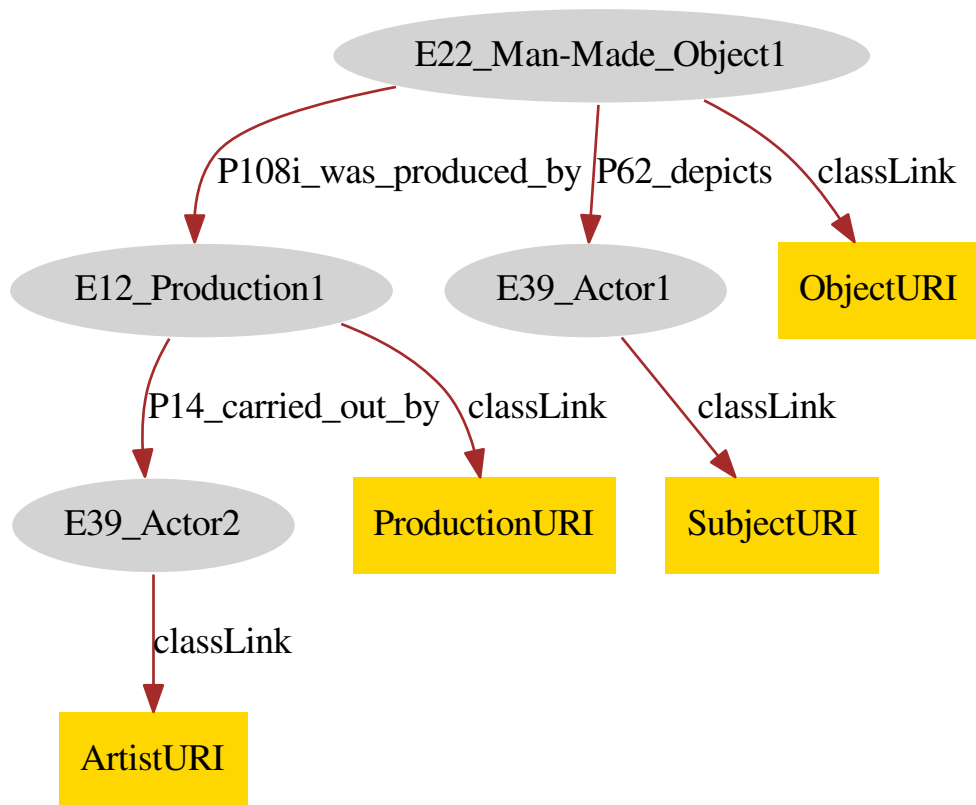 E22_Man-Made_Object1
P108i_was_produced_by
P62_depicts
classLink
E12_Production1
E39_Actor1
ObjectURI
P14_carried_out_by
classLink
classLink
E39_Actor2
ProductionURI
SubjectURI
classLink
ArtistURI